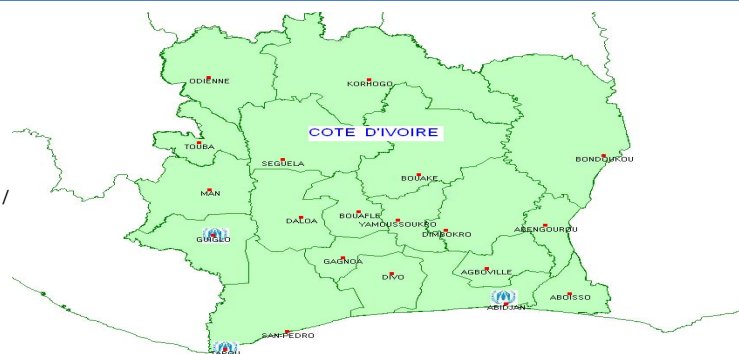 ODIENNE
KORHOGO
COTE D'IVOIRE
TOUBA
SEGUELA
BONDOUKOU
BOUAKE
MAN
/
DALOA
BOUAFLE
YAMOUSSOUKRO
DIMBOKRO
ABENGOUROU
GUIGLO
GAGNOA
DIVO
AGBOVILLE
ABOISSO
ABIDJAN
SAN-PEDRO
TABOU